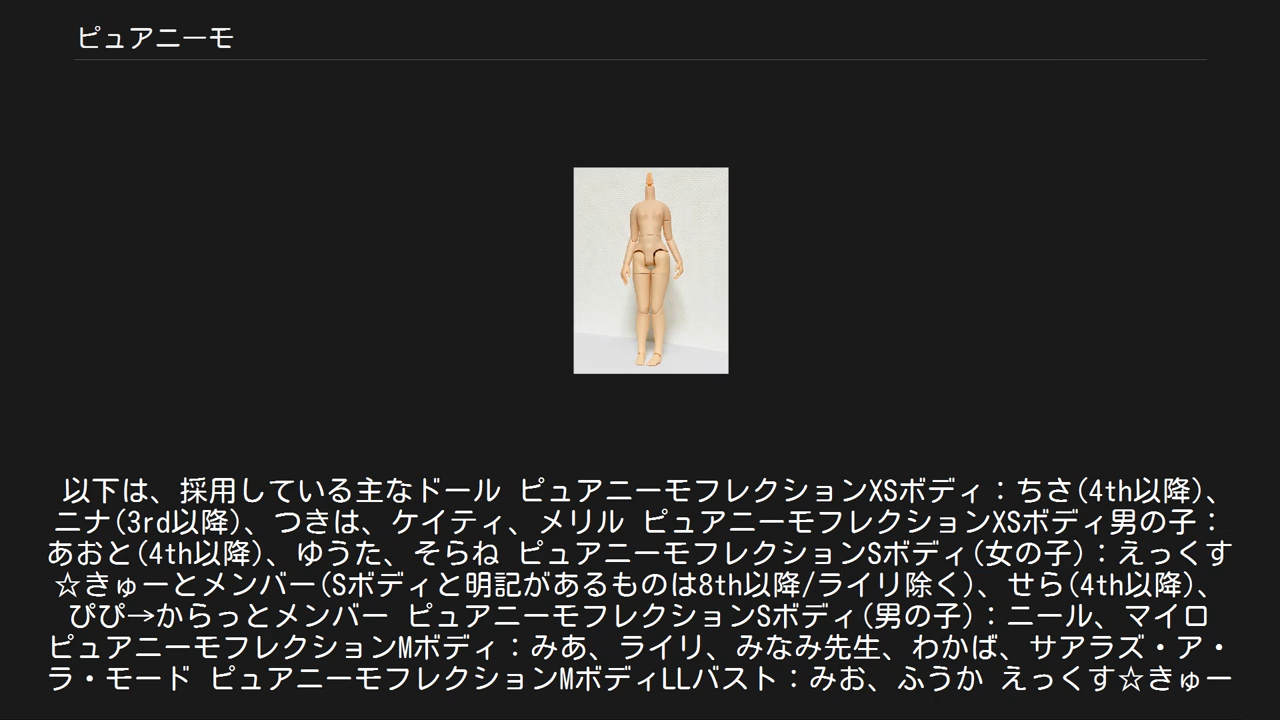 ピュアニーモ
以下は、採用している主なドール ピュアニーモフレクションXSボディ：ちさ(4th以降)、
ニナ(3rd以降)、つきは、ケイティ、メリル ピュアニーモフレクションXSボディ男の子：
あおと(4th以降)、ゆうた、そらね ピュアニーモフレクションSボディ(女の子)：えっくす
☆きゅーとメンバー(Sボディと明記があるものは8th以降/ライリ除く)、せら(4th以降)、
ぴぴ→からっとメンバー ピュアニーモフレクションSボディ(男の子)：ニール、マイロ
ピュアニーモフレクションMボディ：みあ、ライリ、みなみ先生、わかば、サアラズ・ア・
ラ・モード ピュアニーモフレクションMボディLLバスト：みお、ふうか えっくす☆きゅー